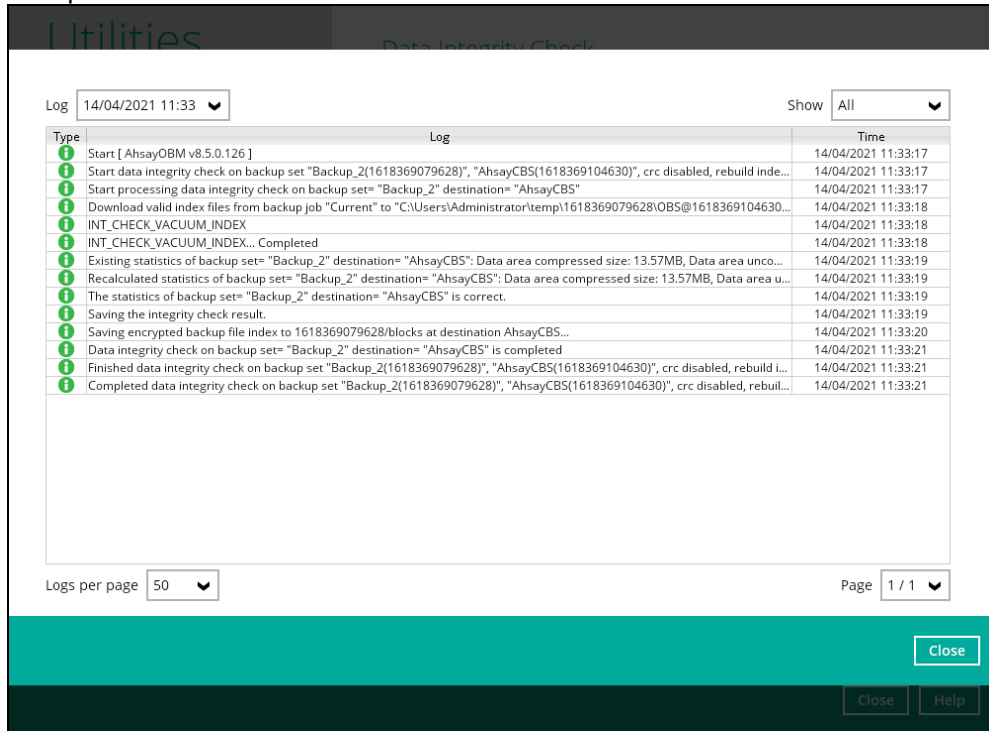 Utilities
Data Integrity Check
Log 14/04/2021 11:33 Show All
Type Log Time
Start [ AhsayOBM v8.5.0.126 ] 14/04/2021 11:33:17
Start data integrity check on backup set "Backup_2(1618369079628)", "AhsayCBS(1618369104630)", crc disabled, rebuild inde... 14/04/2021 11:33:17
Start processing data integrity check on backup set= "Backup_2" destination= "AhsayCBS" 14/04/2021 11:33:17
Download valid index files from backup job "Current" to "C:\Users\Administrator\temp\1618369079628\OBS@1618369104630... 14/04/2021 11:33:18
INT_CHECK_VACUUM_INDEX 14/04/2021 11:33:18
INT_CHECK_VACUUM_INDEX... Completed 14/04/2021 11:33:18
Existing statistics of backup set= "Backup_2" destination= "AhsayCBS": Data area compressed size: 13.57MB, Data area unco... 14/04/2021 11:33:19
Recalculated statistics of backup set= "Backup_2" destination= "AhsayCBS": Data area compressed size: 13.57MB, Data area u... 14/04/2021 11:33:19
The statistics of backup set= "Backup_2" destination= "AhsayCBS" is correct. 14/04/2021 11:33:19
Saving the integrity check result. 14/04/2021 11:33:19
Saving encrypted backup file index to 1618369079628/blocks at destination AhsayCBS... 14/04/2021 11:33:20
Data integrity check on backup set= "Backup_2" destination= "AhsayCBS" is completed 14/04/2021 11:33:21
Finished data integrity check on backup set "Backup_2(1618369079628)", "AhsayCBS(1618369104630)", crc disabled, rebuild i... 14/04/2021 11:33:21
Completed data integrity check on backup set "Backup_2(1618369079628)", "AhsayCBS(1618369104630)", crc disabled, rebuil... 14/04/2021 11:33:21
Logs per page 50 Page 1 / 1
Close
Close Help